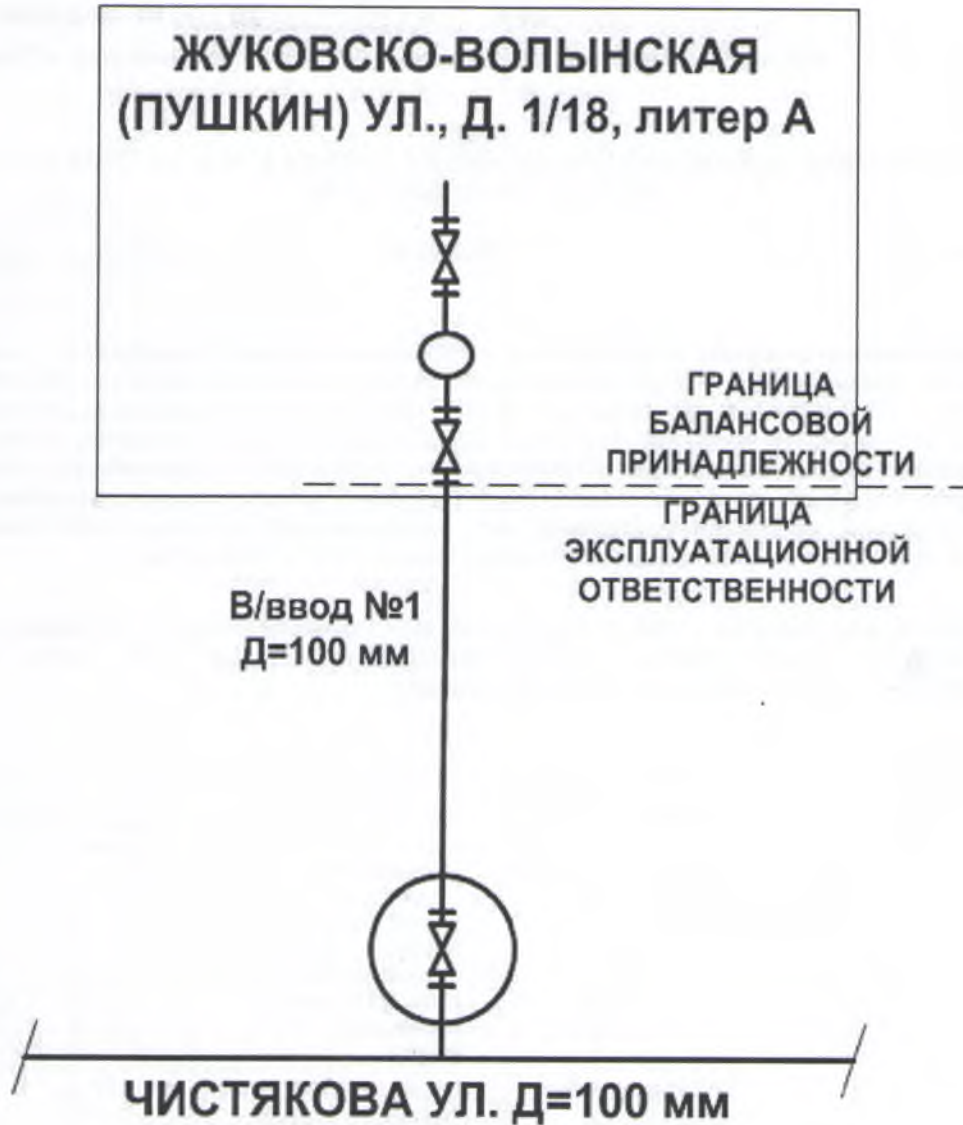 ЖУКОВСКО-ВОЛЫНСКАЯ
(ПУШКИН) УЛ., Д. 1/18, литер А
ГРАНИЦА
БАЛАНСОВОЙ
ПРИНАДЛЕЖНОСТИ
ГРАНИЦА
ЭКСПЛУАТАЦИОННОЙ
ОТВЕТСТВЕННОСТИ
В/ввод №1
Д=100 мм
ЧИСТЯКОВА УЛ. Д=100 мм